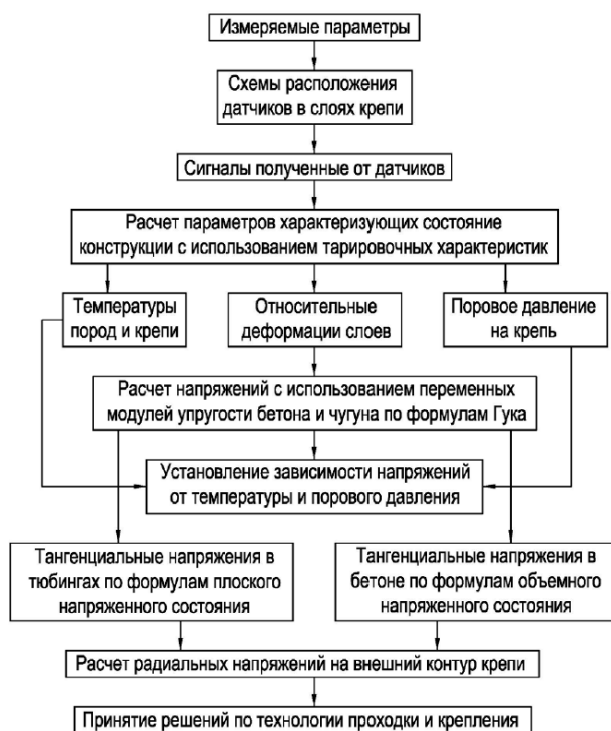 Измеряемые параметры
Схемы расположения
датчиков в слоях крепи
Сигналы полученные от датчиков
Расчет параметров характеризующих состояние
конструкции с использованием тарировочных характеристик
Температуры
пород и крепи
Относительные
деформации слоев
Поровое давление
на крепь
Расчет напряжений с использованием переменных
модулей упругости бетона и чугуна по формулам Гука
Установление зависимости напряжений
от температуры и порового давления
Тангенциальные напряжения в
тюбингах по формулам плоского
напряженного состояния
Тангенциальные напряжения в
бетоне по формулам объемного
напряженного состояния
Расчет радиальных напряжений на внешний контур крепи
Принятие решений по технологии проходки и крепления